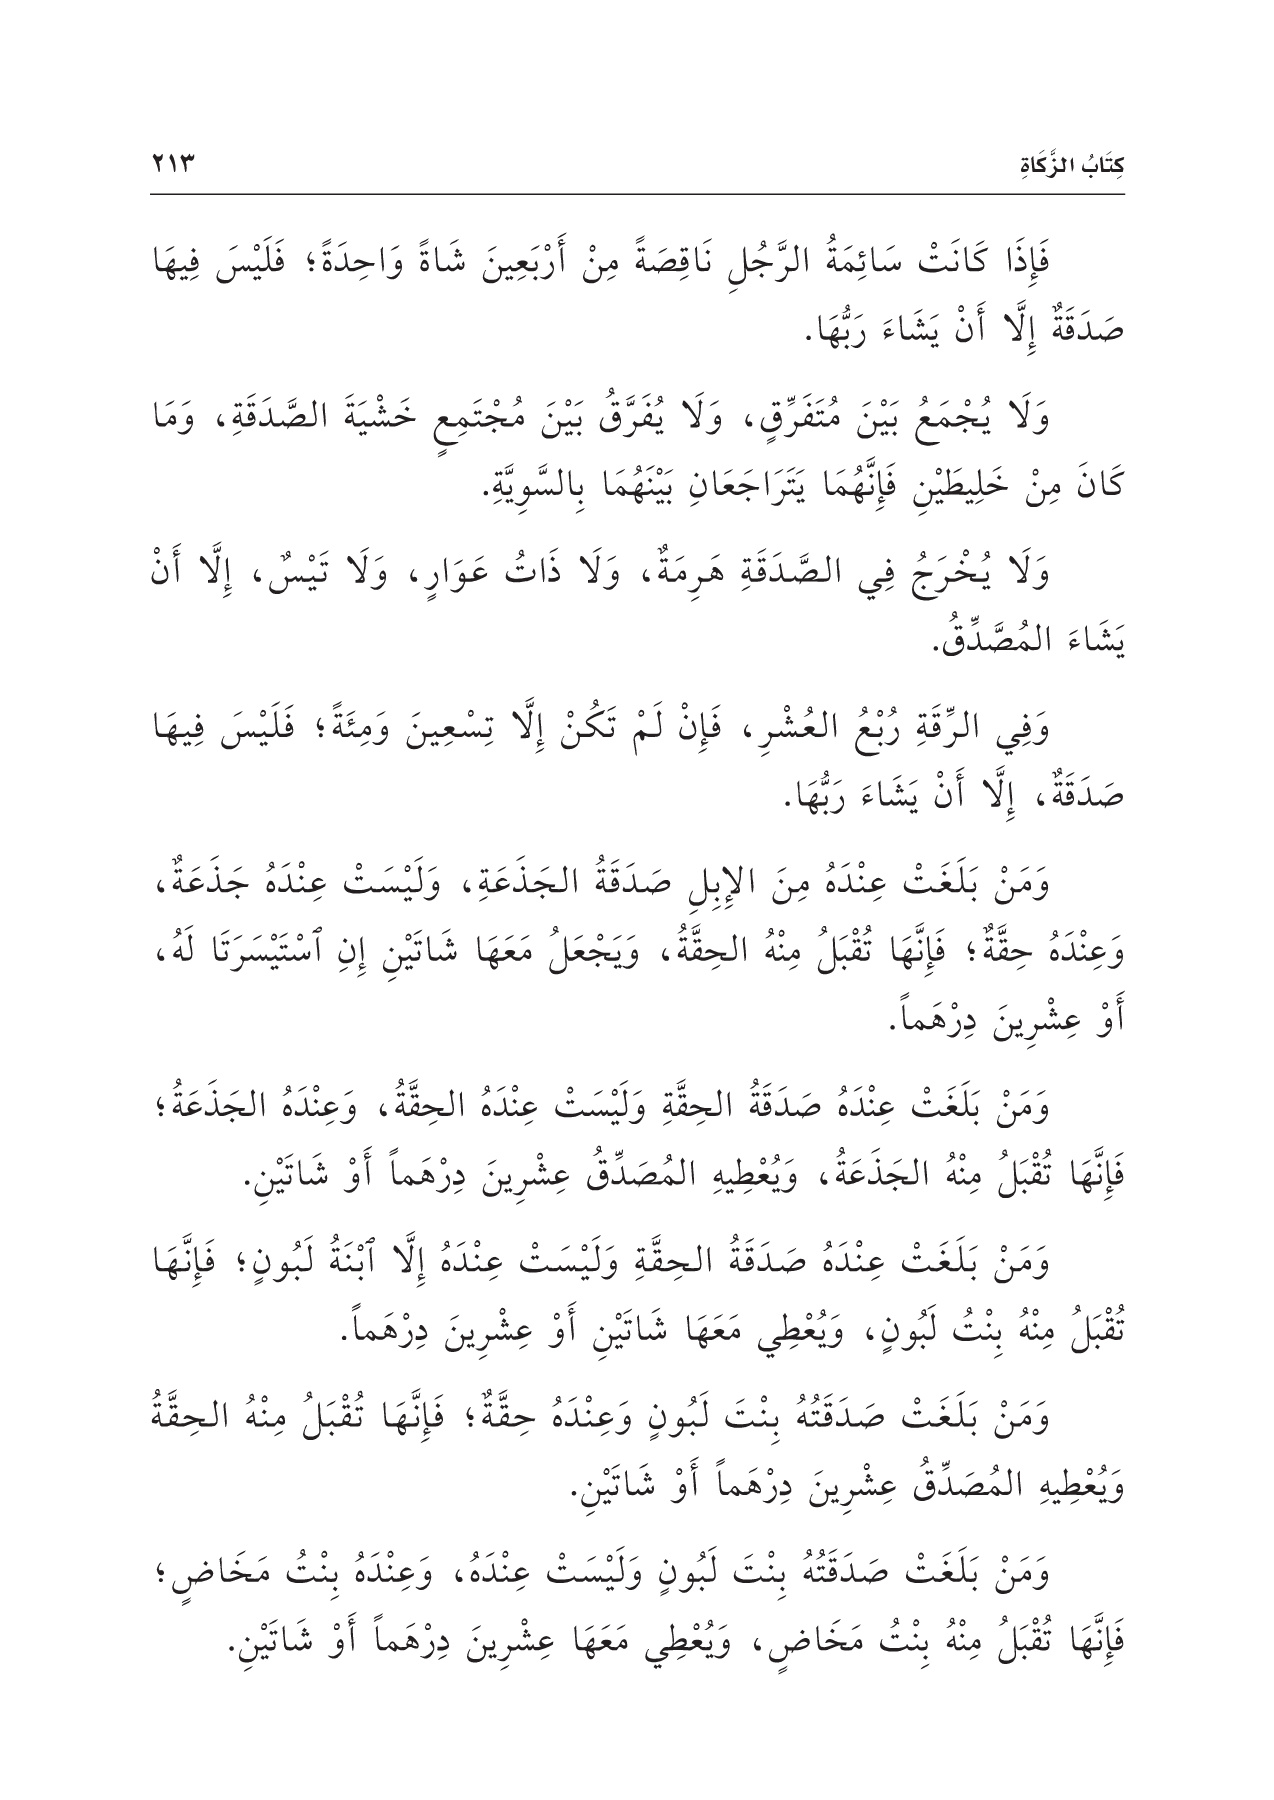 كِتَابُ الزَّكَاةِ ٢١٣
فَإِذَا كَانَتْ سَائِمَةُ الرَّجُلِ نَاقِصَةً مِنْ أَرْبَعِينَ شَاةً وَاحِدَةً؛ فَلَيْسَ فِيهَا
صَدَقَةٌ إِلَّا أَنْ يَشَاءَ رَبُّهَا.
وَلَا يُجْمَعُ بَيْنَ مُتَفَرِّقٍ، وَلَا يُفَرَّقُ بَيْنَ مُجْتَمِعٍ خَشْيَةَ الصَّدَقَةِ، وَمَا
كَانَ مِنْ خَلِيطَيْنِ فَإِنَّهُمَا يَتَرَاجَعَانِ بَيْنَهُمَا بِالسَّوِيَّةِ.
وَلَا يُخْرَجُ فِي الصَّدَقَةِ هَرِمَةٌ، وَلَا ذَاتُ عَوَارٍ، وَلَا تَيْسٌ، إِلَّا أَنْ
يَشَاءَ المُصَّدِّقُ.
وَفِي الرِّقَةِ رُبْعُ العُشْرِ، فَإِنْ لَمْ تَكُنْ إِلَّا تِسْعِينَ وَمِئَةً؛ فَلَيْسَ فِيهَا
صَدَقَةٌ، إِلَّا أَنْ يَشَاءَ رَبُّهَا.
وَمَنْ بَلَغَتْ عِنْدَهُ مِنَ الإِبِلِ صَدَقَةُ الجَذَعَةِ، وَلَيْسَتْ عِنْدَهُ جَذَعَةٌ،
وَعِنْدَهُ حِقَّةٌ؛ فَإِنَّهَا تُقْبَلُ مِنْهُ الحِقَّةُ، وَيَجْعَلُ مَعَهَا شَاتَيْنِ إِنِ ٱسْتَيْسَرَتَا لَهُ،
أَوْ عِشْرِينَ دِرْهَماً.
وَمَنْ بَلَغَتْ عِنْدَهُ صَدَقَةُ الحِقَّةِ وَلَيْسَتْ عِنْدَهُ الحِقَّةُ، وَعِنْدَهُ الجَذَعَةُ؛
فَإِنَّهَا تُقْبَلُ مِنْهُ الجَذَعَةُ، وَيُعْطِيهِ المُصَدِّقُ عِشْرِينَ دِرْهَماً أَوْ شَاتَيْنِ.
وَمَنْ بَلَغَتْ عِنْدَهُ صَدَقَةُ الحِقَّةِ وَلَيْسَتْ عِنْدَهُ إِلَّا ٱبْنَةُ لَبُونٍ؛ فَإِنَّهَا
تُقْبَلُ مِنْهُ بِنْتُ لَبُونٍ، وَيُعْطِي مَعَهَا شَاتَيْنِ أَوْ عِشْرِينَ دِرْهَماً.
وَمَنْ بَلَغَتْ صَدَقَتُهُ بِنْتَ لَبُونٍ وَعِنْدَهُ حِقَّةٌ؛ فَإِنَّهَا تُقْبَلُ مِنْهُ الحِقَّةُ
وَيُعْطِيهِ المُصَدِّقُ عِشْرِينَ دِرْهَماً أَوْ شَاتَيْنِ.
وَمَنْ بَلَغَتْ صَدَقَتُهُ بِنْتَ لَبُونٍ وَلَيْسَتْ عِنْدَهُ، وَعِنْدَهُ بِنْتُ مَخَاضٍ؛
فَإِنَّهَا تُقْبَلُ مِنْهُ بِنْتُ مَخَاضٍ، وَيُعْطِي مَعَهَا عِشْرِينَ دِرْهَماً أَوْ شَاتَيْنِ.